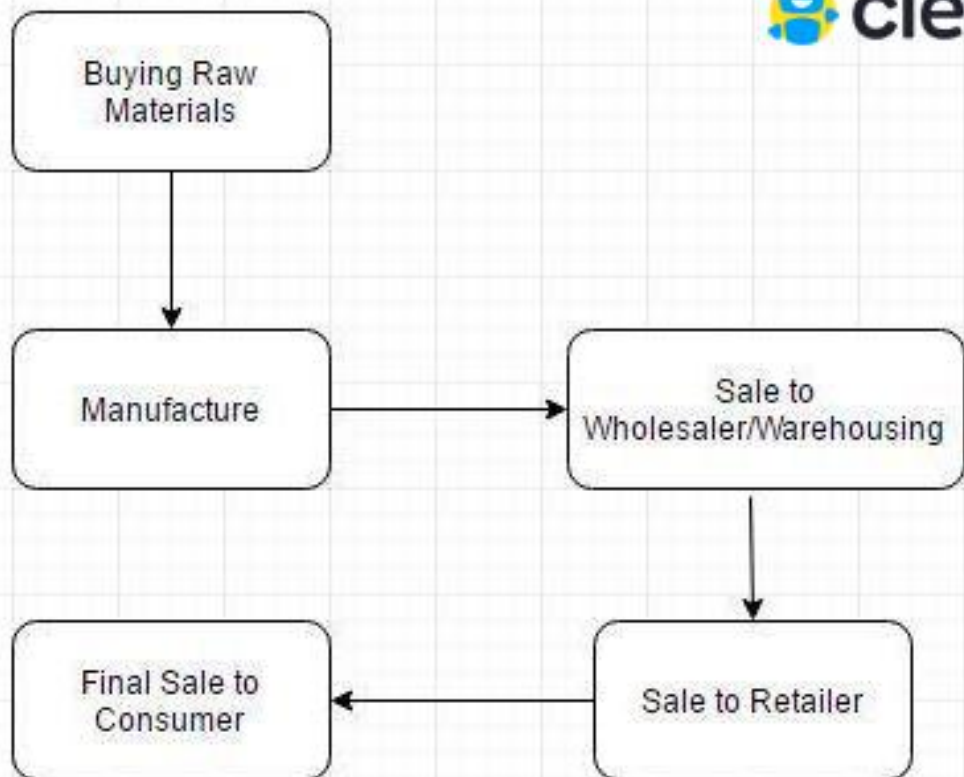 Buying Raw
Materials
Manufacture
Sale to
Wholesaler/Warehousing
Sale to Retailer
Final Sale to
Consumer